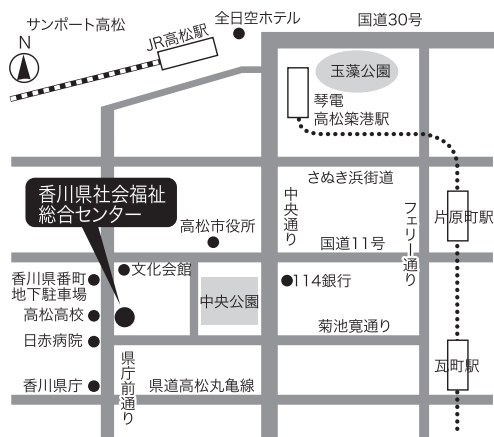 サンポート高松
全日空ホテル
国道30号
N
JR高松駅
玉藻公園
琴電
高松築港駅
さぬき浜街道
香川県社会福祉
総合センター
中央通り
フェリー通り
片原町駅
高松市役所
国道11号
文化会館
香川県番町
地下駐車場
中央公園
114銀行
高松高校
菊池寛通り
日赤病院
瓦町駅
県庁前通り
香川県庁
県道高松丸亀線